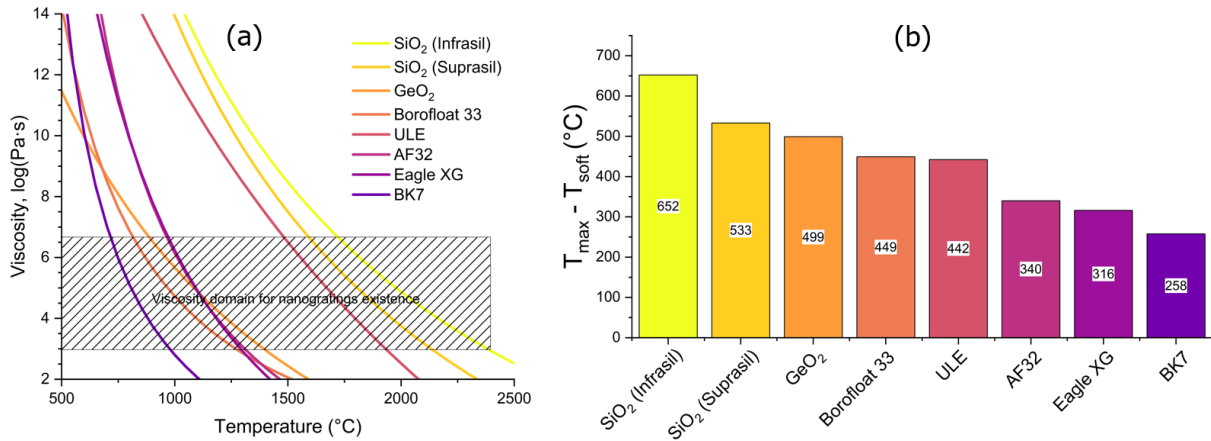 (a)
Viscosity, log(Pa·s)
14
12
10
8
6
4
2
SiO₂ (Infrasil)
SiO₂ (Suprasil)
GeO₂
Borofloat 33
ULE
AF32
Eagle XG
BK7
Viscosity domain for nanogratings existence
500 1000 1500 2000 2500
Temperature (°C)
(b)
T_max - T_soft (°C)
700
600
500
400
300
200
100
0
652
533
499
449
442
340
316
258
SiO₂ (Infrasil)
SiO₂ (Suprasil)
GeO₂
Borofloat 33
ULE
AF32
Eagle XG
BK7